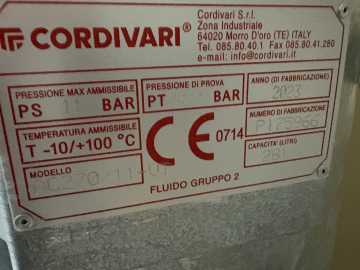 CORDIVARI®
Cordivari S.r.l.
Zona Industriale
64020 Morro D'oro (TE) ITALY
Tel. 085.80.40.1 Fax 085.80.41.260
e-mail: info@cordivari.it
PRESSIONE MAX AMMISSIBILE
PS 11 BAR
PRESSIONE DI PROVA
PT BAR
ANNO (DI FABBRICAZIONE)
2023
TEMPERATURA AMMISSIBILE
T -10/+100 °C
CE 0714
NUMERO DI FABBRICAZIONE
MODELLO
CAPACITA' (LITRI)
FLUIDO GRUPPO 2